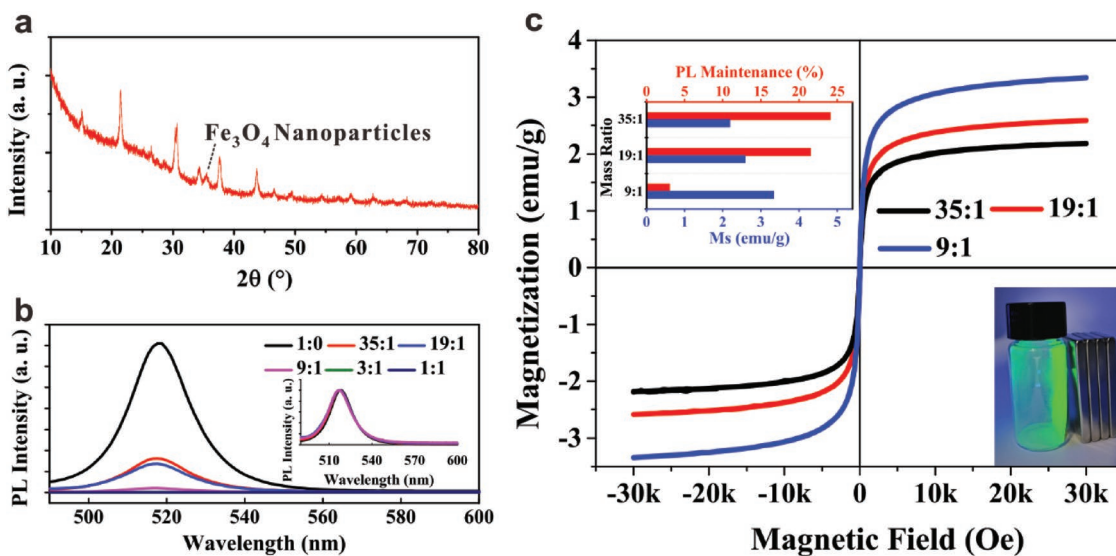 a
Intensity (a. u.)
Fe₃O₄ Nanoparticles
10 20 30 40 50 60 70 80
2θ (°)
b
PL Intensity (a. u.)
1:0 35:1 19:1
9:1 3:1 1:1
PL Intensity (a. u.)
510 540 570 600
Wavelength (nm)
500 520 540 560 580 600
Wavelength (nm)
c
Magnetization (emu/g)
4
3
2
1
0
-1
-2
-3
PL Maintenance (%)
0 5 10 15 20 25
Mass Ratio
35:1
19:1
9:1
0 1 2 3 4 5
Ms (emu/g)
35:1 19:1
9:1
-30k -20k -10k 0 10k 20k 30k
Magnetic Field (Oe)